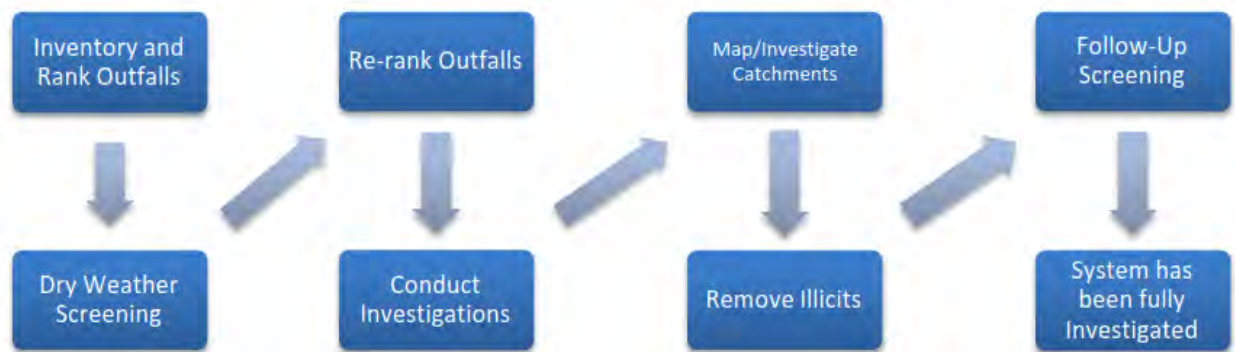 Inventory and
Rank Outfalls
Dry Weather
Screening
Re-rank Outfalls
Conduct
Investigations
Map/Investigate
Catchments
Remove Illicits
Follow-Up
Screening
System has
been fully
Investigated